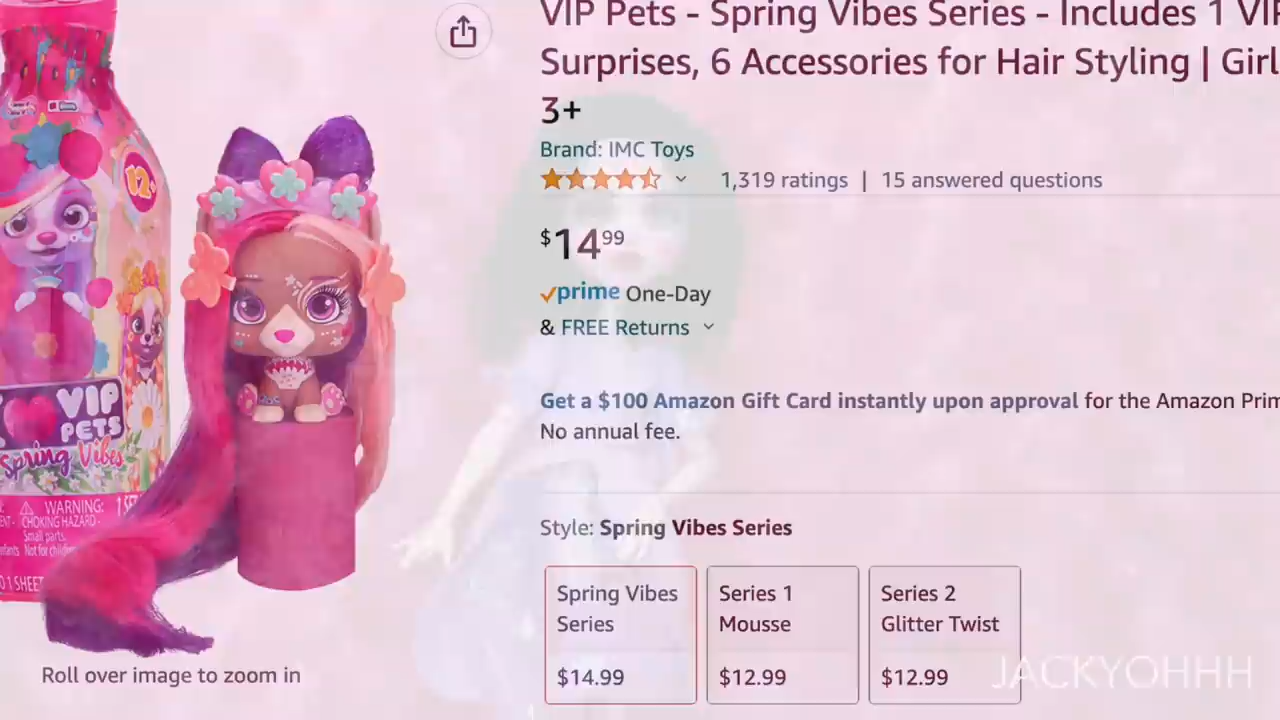 VIP Pets - Spring Vibes Series - Includes 1 VIP
Surprises, 6 Accessories for Hair Styling | Girl
3+
Brand: IMC Toys
1,319 ratings | 15 answered questions
$14.99
prime One-Day
& FREE Returns
Get a $100 Amazon Gift Card instantly upon approval for the Amazon Prim
No annual fee.
Style: Spring Vibes Series
Spring Vibes
Series
$14.99
Series 1
Mousse
$12.99
Series 2
Glitter Twist
$12.99
12+
VIP
PETS
Spring Vibes
WARNING:
CHOKING HAZARD -
Small parts.
Roll over image to zoom in
JACKYOHHH